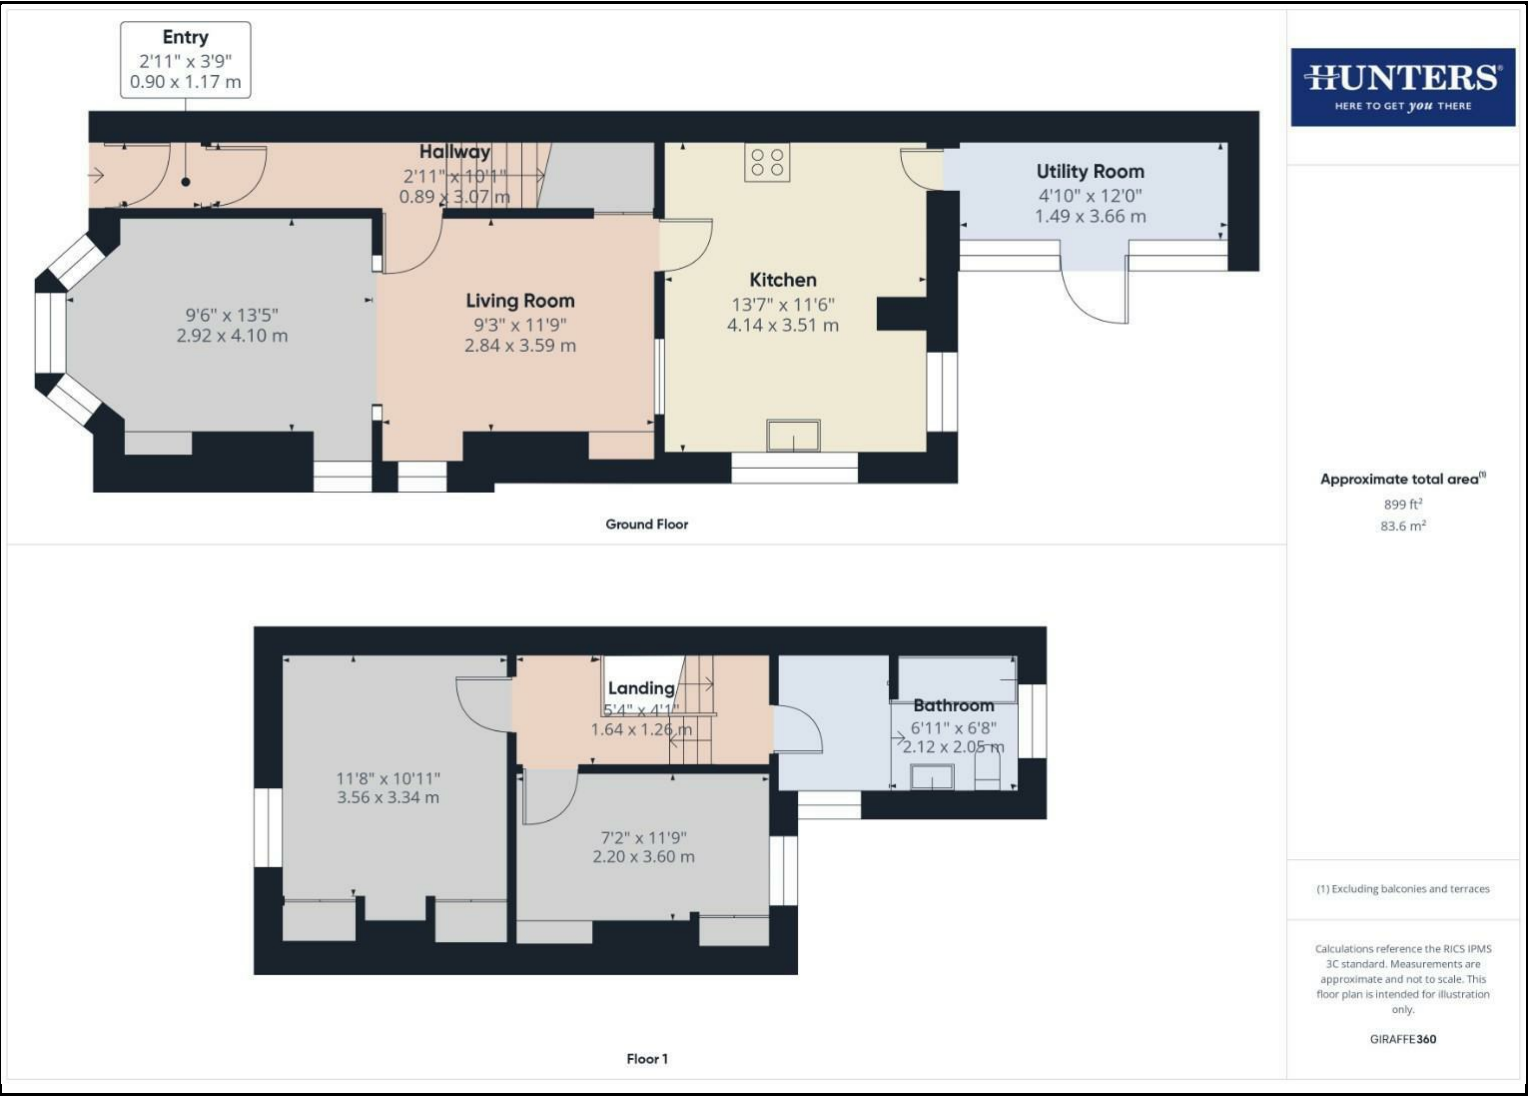 Entry
2'11" x 3'9"
0.90 x 1.17 m
Hallway
2'11" x 10'1"
0.89 x 3.07 m
Utility Room
4'10" x 12'0"
1.49 x 3.66 m
Kitchen
13'7" x 11'6"
4.14 x 3.51 m
Living Room
9'3" x 11'9"
2.84 x 3.59 m
9'6" x 13'5"
2.92 x 4.10 m
Ground Floor
Landing
5'4" x 4'1"
1.64 x 1.26 m
Bathroom
6'11" x 6'8"
2.12 x 2.05 m
11'8" x 10'11"
3.56 x 3.34 m
7'2" x 11'9"
2.20 x 3.60 m
Floor 1
HUNTERS®
HERE TO GET you THERE
Approximate total area(1)
899 ft²
83.6 m²
(1) Excluding balconies and terraces
Calculations reference the RICS IPMS
3C standard. Measurements are
approximate and not to scale. This
floor plan is intended for illustration
only.
GIRAFFE360